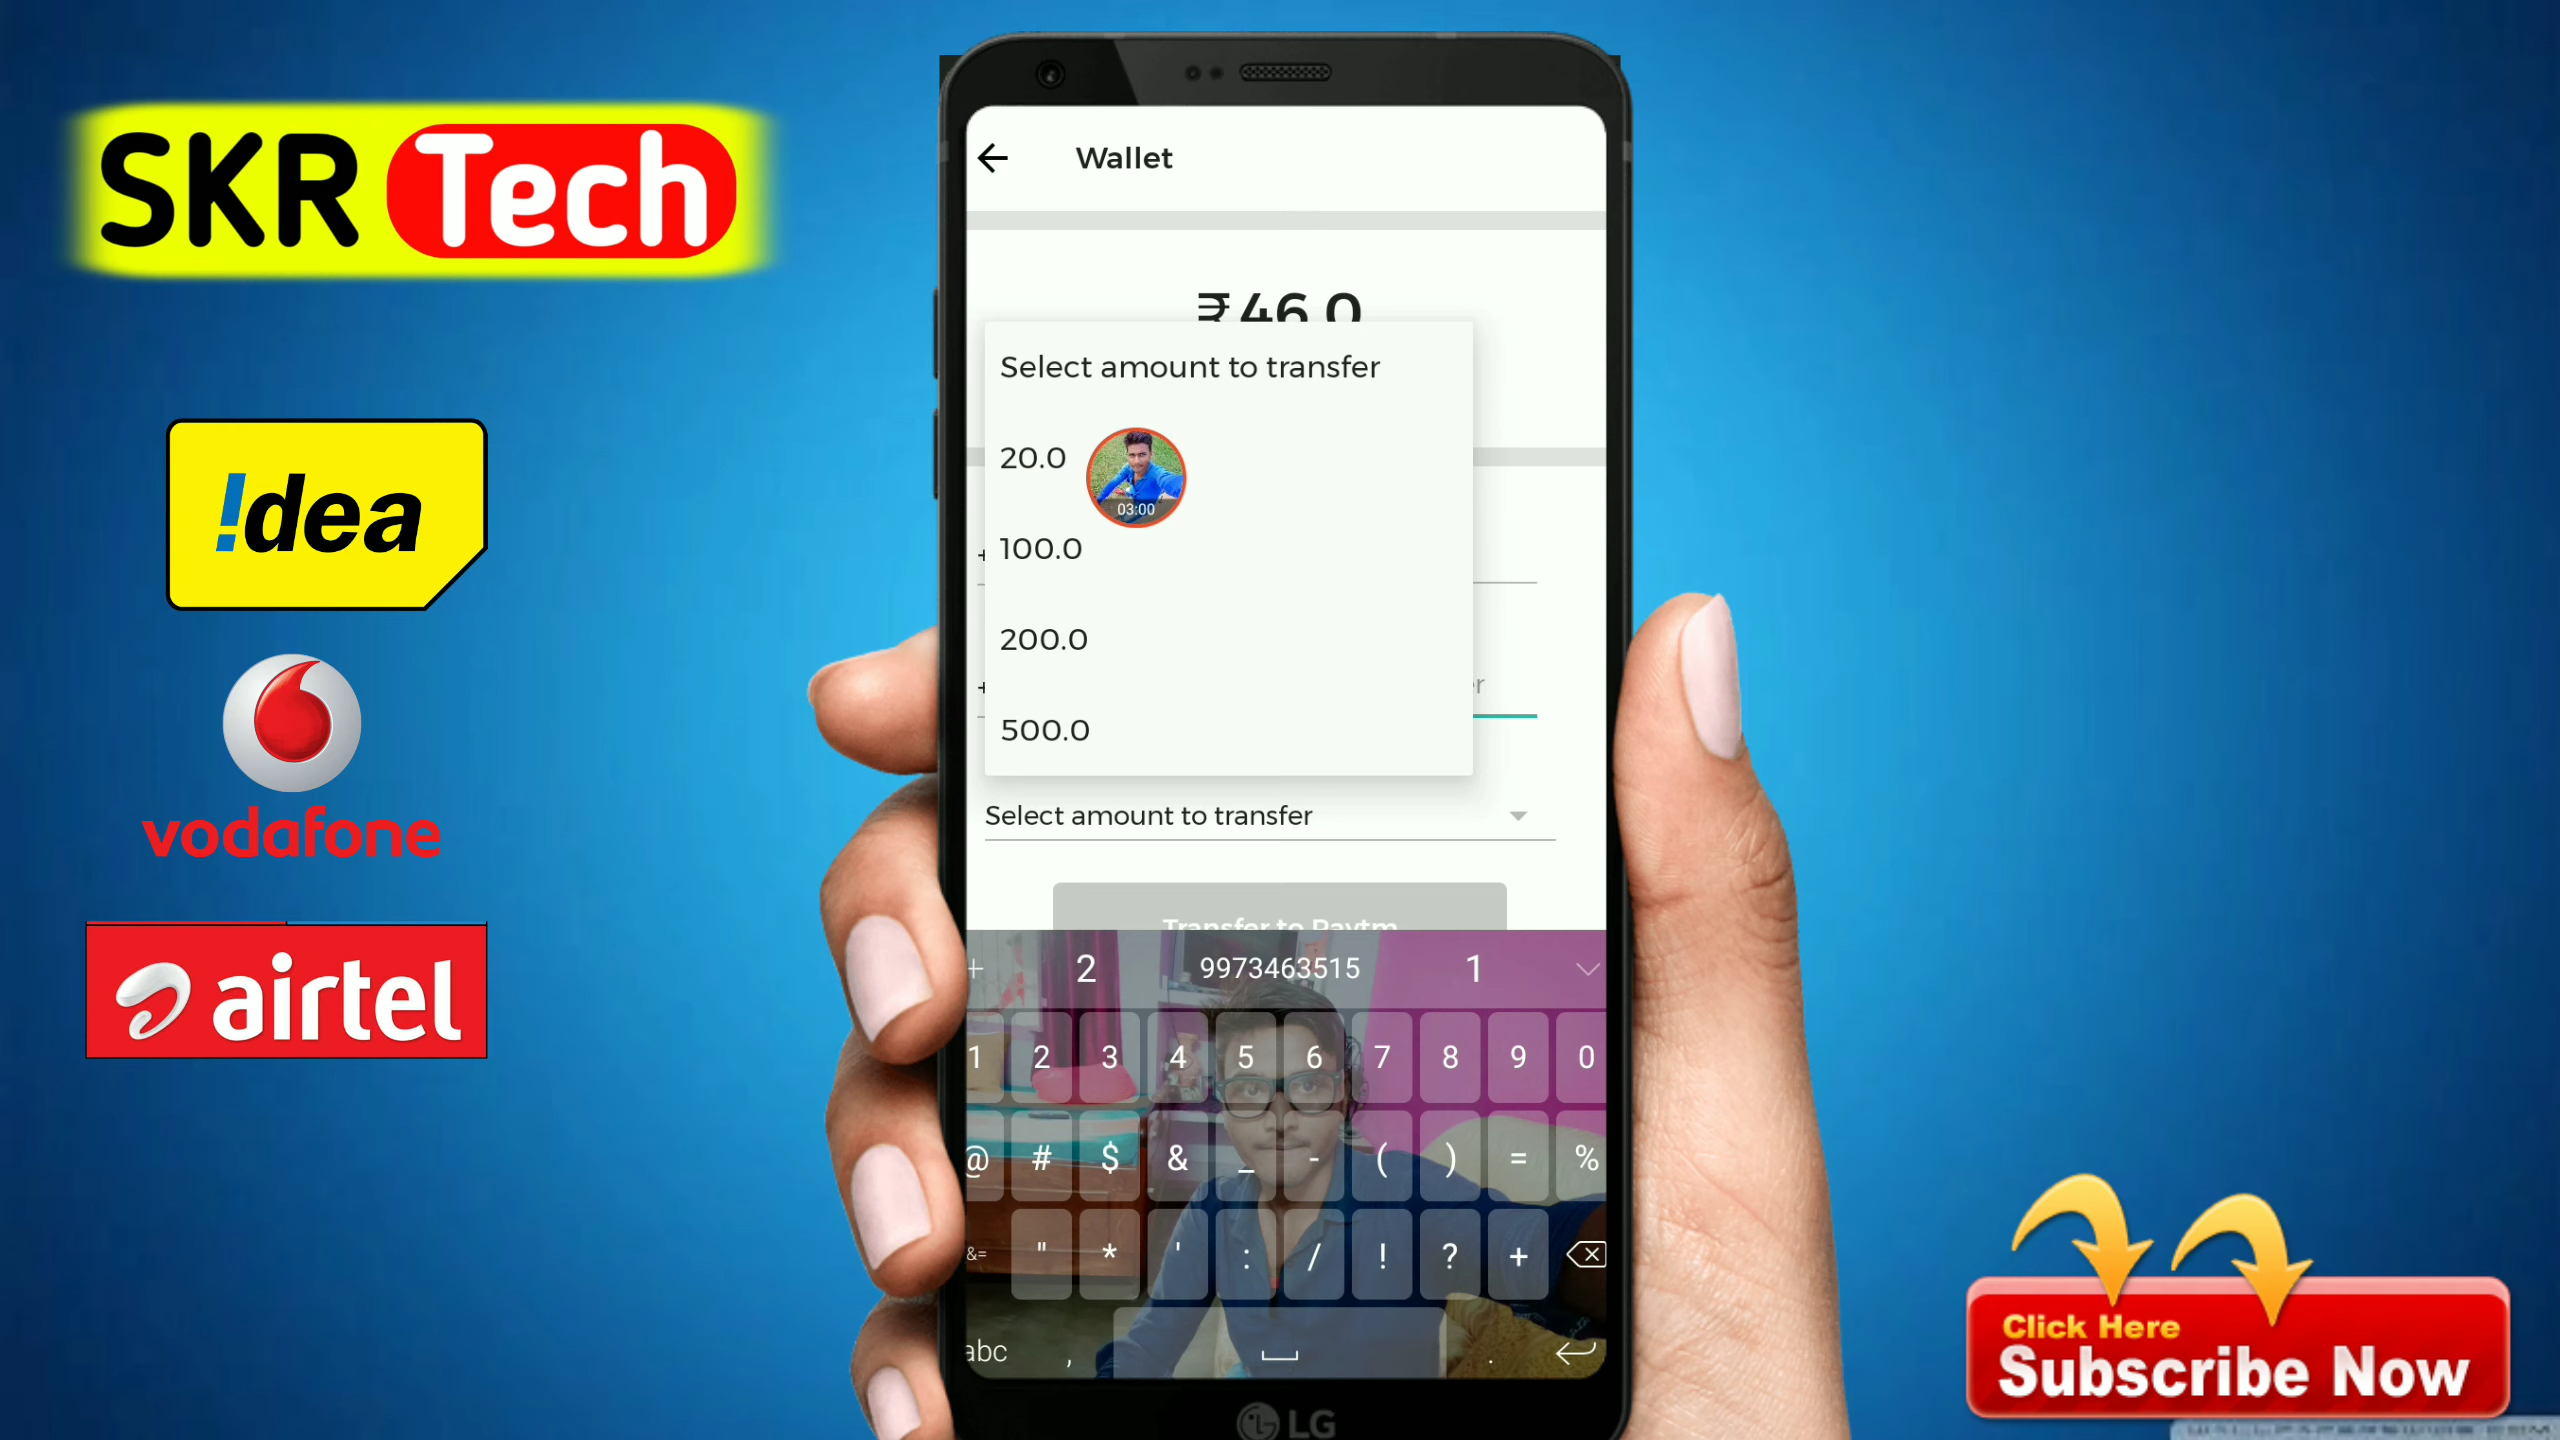 SKR Tech
!dea
vodafone
airtel
Wallet
₹46.0
Select amount to transfer
20.0
03:00
100.0
200.0
500.0
Select amount to transfer
Transfer to Paytm
+ 2 9973463515 1
1 2 3 4 5 6 7 8 9 0
@ # $ & _ - ( ) = %
&= " * ' : / ! ? +
abc , .
LG
Click Here
Subscribe Now